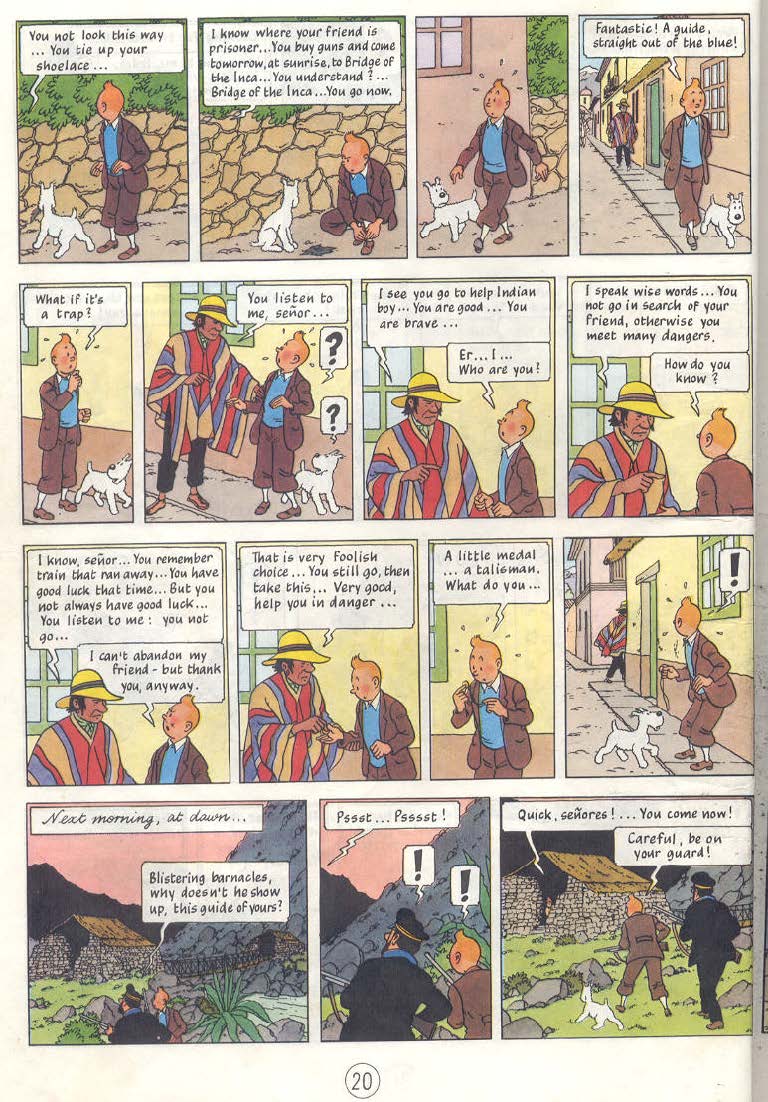 You not look this way
... You tie up your
shoelace ...
I know where your friend is
prisoner...You buy guns and come
tomorrow, at sunrise, to Bridge of
the Inca...You understand ?...
Bridge of the Inca...You go now.
Fantastic! A guide,
straight out of the blue!
What if it's
a trap?
You listen to
me, señor ...
?
?
I see you go to help Indian
boy... You are good ... You
are brave ...
Er... I ...
Who are you!
I speak wise words ... You
not go in search of your
friend, otherwise you
meet many dangers.
How do you
know ?
I know, señor... You remember
train that ran away...You have
good luck that time... But you
not always have good luck...
You listen to me: you not
go...
I can't abandon my
friend - but thank
you, anyway.
That is very foolish
choice ... You still go, then
take this... Very good,
help you in danger ...
A little medal
... a talisman.
What do you ...
!
Next morning, at dawn...
Blistering barnacles,
why doesn't he show
up, this guide of yours?
Pssst ... Psssst !
!
!
Quick, señores!... You come now!
Careful, be on
your guard!
20